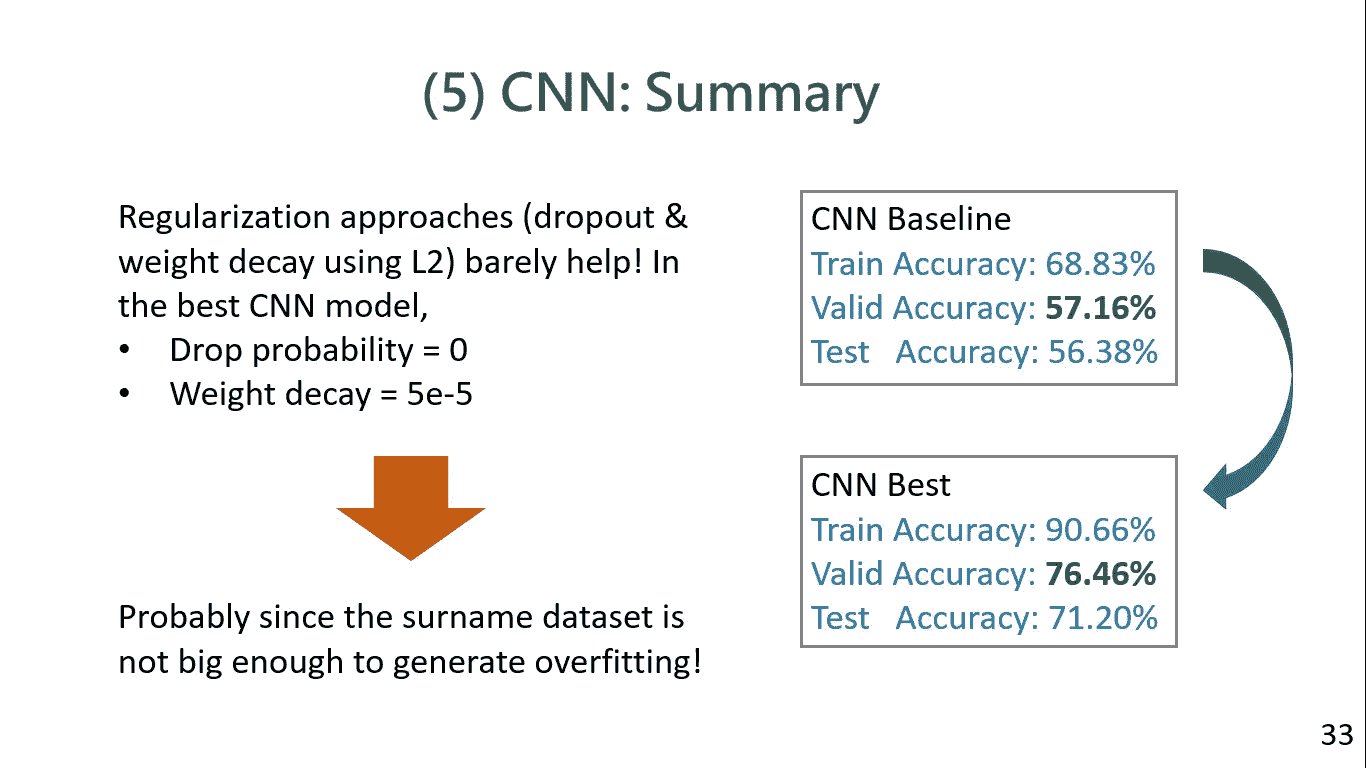 (5) CNN: Summary
Regularization approaches (dropout &
weight decay using L2) barely help! In
the best CNN model,
• Drop probability = 0
• Weight decay = 5e-5
Probably since the surname dataset is
not big enough to generate overfitting!
CNN Baseline
Train Accuracy: 68.83%
Valid Accuracy: 57.16%
Test Accuracy: 56.38%
CNN Best
Train Accuracy: 90.66%
Valid Accuracy: 76.46%
Test Accuracy: 71.20%
33